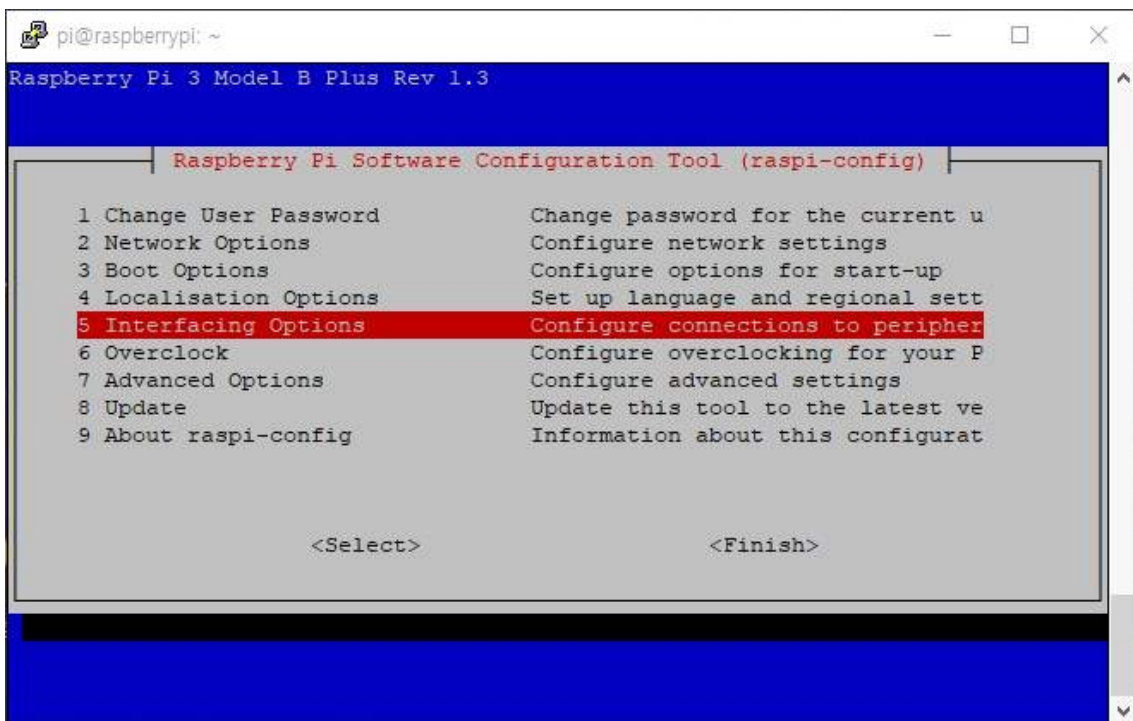 pi@raspberrypi: ~
Raspberry Pi 3 Model B Plus Rev 1.3
Raspberry Pi Software Configuration Tool (raspi-config)
1 Change User Password Change password for the current u
2 Network Options Configure network settings
3 Boot Options Configure options for start-up
4 Localisation Options Set up language and regional sett
5 Interfacing Options Configure connections to peripher
6 Overclock Configure overclocking for your P
7 Advanced Options Configure advanced settings
8 Update Update this tool to the latest ve
9 About raspi-config Information about this configurat
<Select> <Finish>